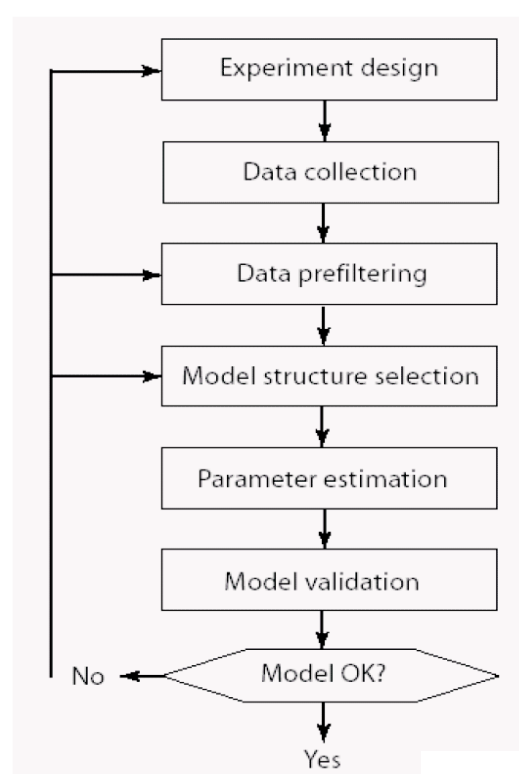 Experiment design
Data collection
Data prefiltering
Model structure selection
Parameter estimation
Model validation
Model OK?
No
Yes